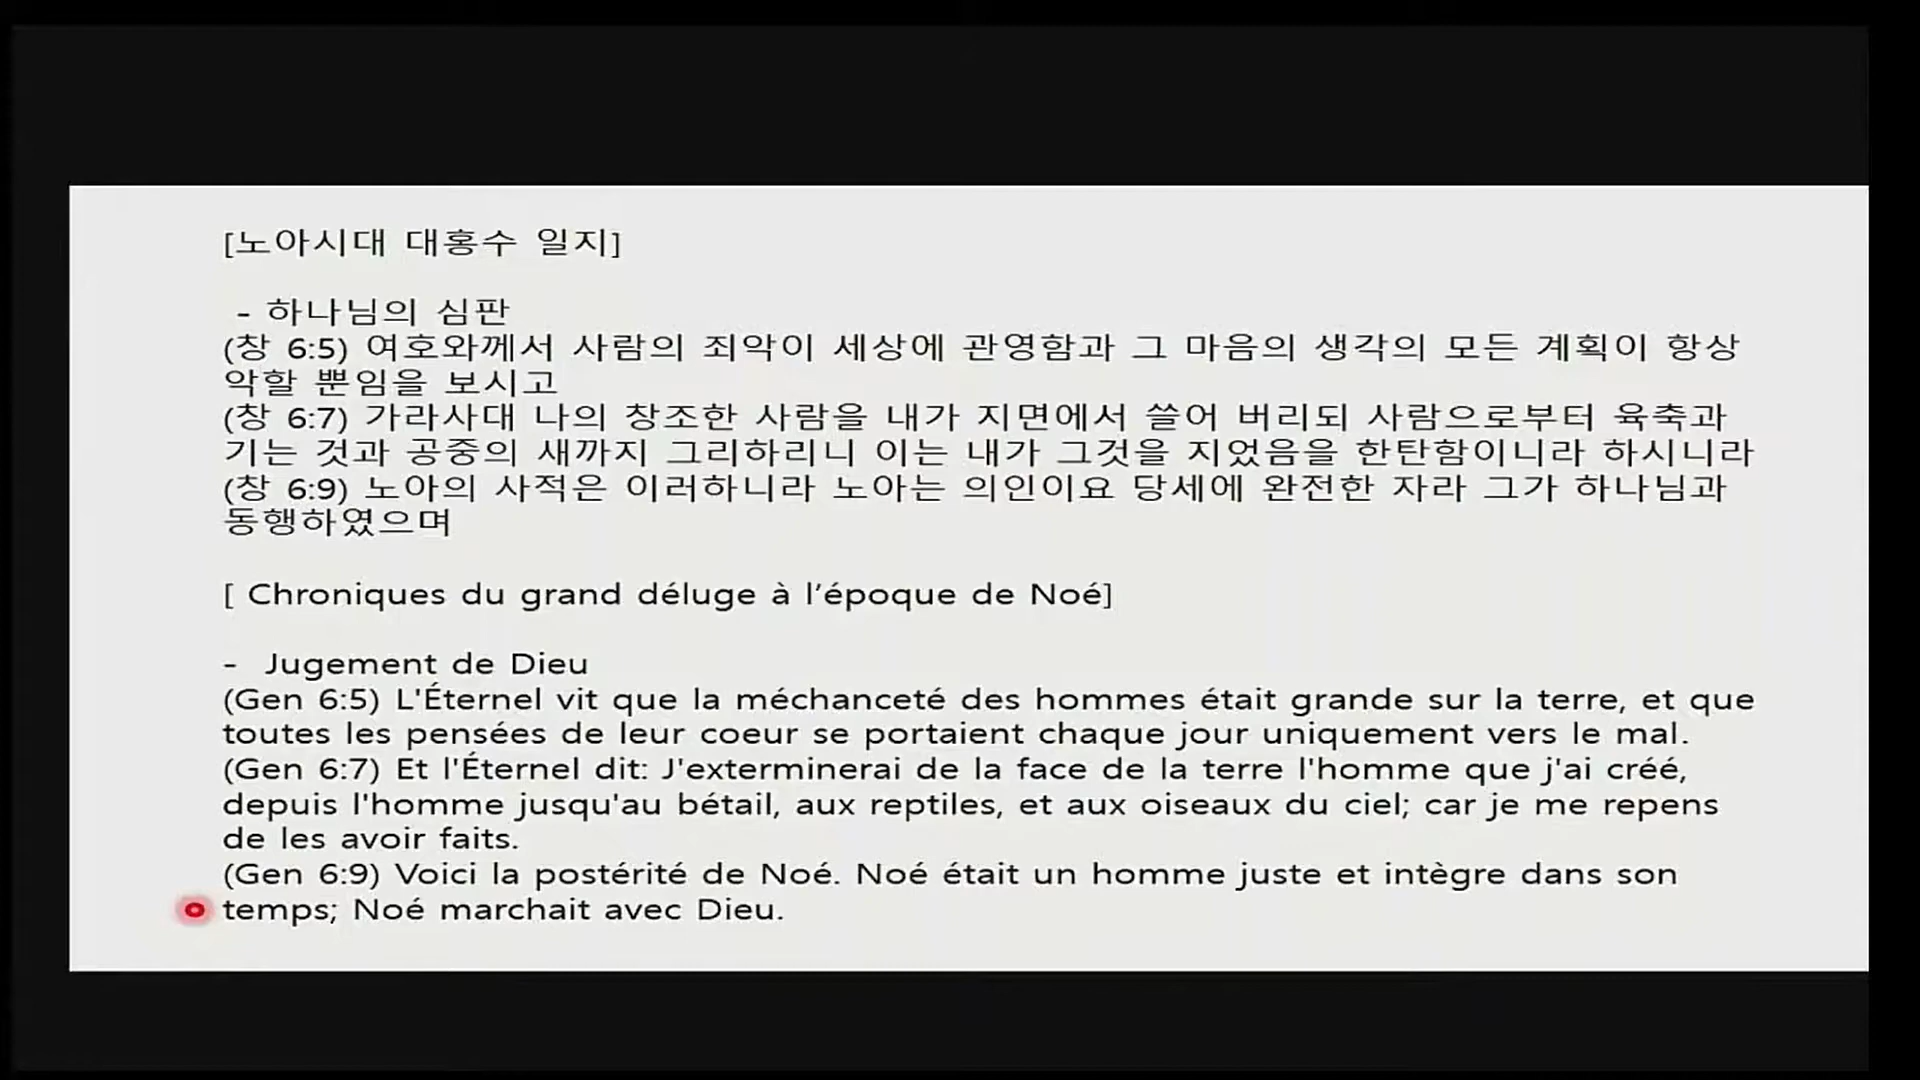 [노아시대 대홍수 일지]
- 하나님의 심판
(창 6:5) 여호와께서 사람의 죄악이 세상에 관영함과 그 마음의 생각의 모든 계획이 항상
악할 뿐임을 보시고
(창 6:7) 가라사대 나의 창조한 사람을 내가 지면에서 쓸어 버리되 사람으로부터 육축과
기는 것과 공중의 새까지 그리하리니 이는 내가 그것을 지었음을 한탄함이니라 하시니라
(창 6:9) 노아의 사적은 이러하니라 노아는 의인이요 당세에 완전한 자라 그가 하나님과
동행하였으며
[ Chroniques du grand déluge à l’époque de Noé]
- Jugement de Dieu
(Gen 6:5) L'Éternel vit que la méchanceté des hommes était grande sur la terre, et que
toutes les pensées de leur coeur se portaient chaque jour uniquement vers le mal.
(Gen 6:7) Et l'Éternel dit: J'exterminerai de la face de la terre l'homme que j'ai créé,
depuis l'homme jusqu'au bétail, aux reptiles, et aux oiseaux du ciel; car je me repens
de les avoir faits.
(Gen 6:9) Voici la postérité de Noé. Noé était un homme juste et intègre dans son
temps; Noé marchait avec Dieu.